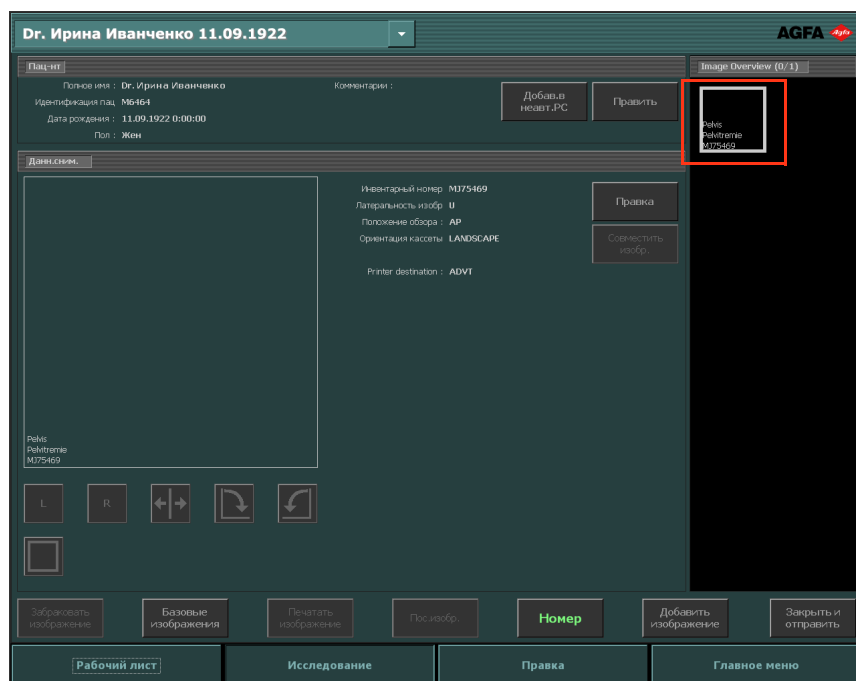 Dr. Ирина Иванченко 11.09.1922
AGFA
Agfa
Пац-нт
Полное имя : Dr. Ирина Иванченко
Идентификация пац M6464
Дата рождения : 11.09.1922 0:00:00
Пол : Жен
Комментарии :
Добав.в
неавт.РС
Править
Image Overview (0/1)
Pelvis
Pelvitremie
MJ75469
Данн.сним.
Инвентарный номер MJ75469
Латеральность изобр U
Положение обзора : AP
Ориентация кассеты LANDSCAPE
Printer destination : ADVT
Правка
Совместить
изобр.
Pelvis
Pelvitremie
MJ75469
L
R
Забраковать
изображение
Базовые
изображения
Печатать
изображение
Пос.изобр.
Номер
Добавить
изображение
Закрыть и
отправить
Рабочий лист
Исследование
Правка
Главное меню